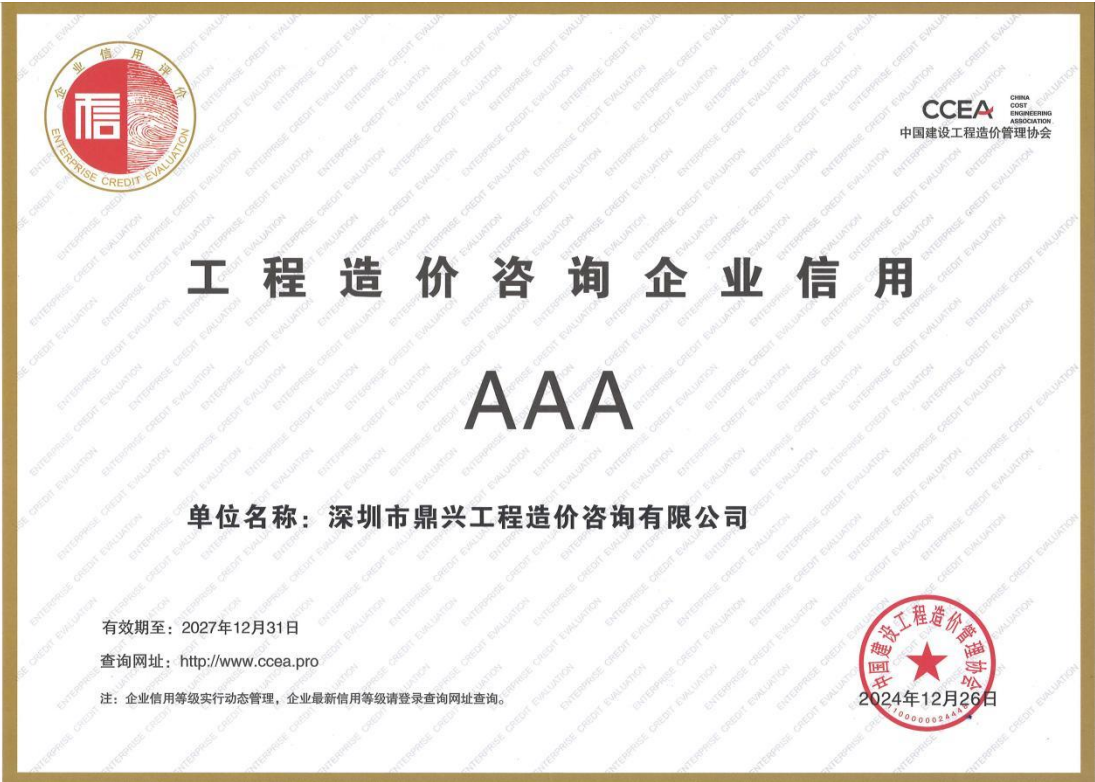 企业信用评价
信
ENTERPRISE CREDIT EVALUATION
CCEA
CHINA
COST
ENGINEERING
ASSOCIATION
中国建设工程造价管理协会
工程造价咨询企业信用
AAA
单位名称：深圳市鼎兴工程造价咨询有限公司
有效期至：2027年12月31日
查询网址：http://www.ccea.pro
注：企业信用等级实行动态管理，企业最新信用等级请登录查询网址查询。
中国建设工程造价管理协会
2024年12月26日